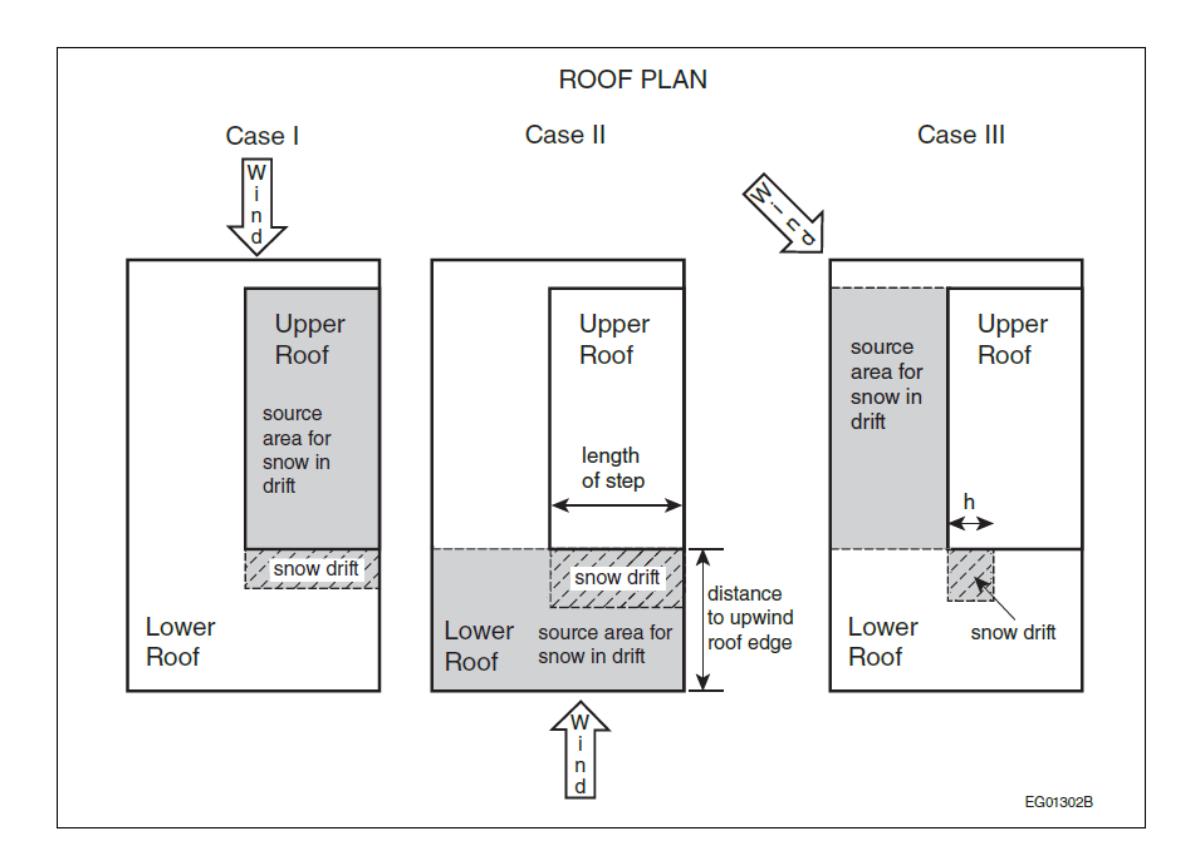 ROOF PLAN
Case I
Wind
Upper
Roof
source
area for
snow in
drift
snow drift
Lower
Roof
Case II
Upper
Roof
length
of step
snow drift
Lower
Roof
source area for
snow in drift
distance
to upwind
roof edge
Wind
Case III
Wind
source
area for
snow in
drift
Upper
Roof
h
Lower
Roof
snow drift
EG01302B